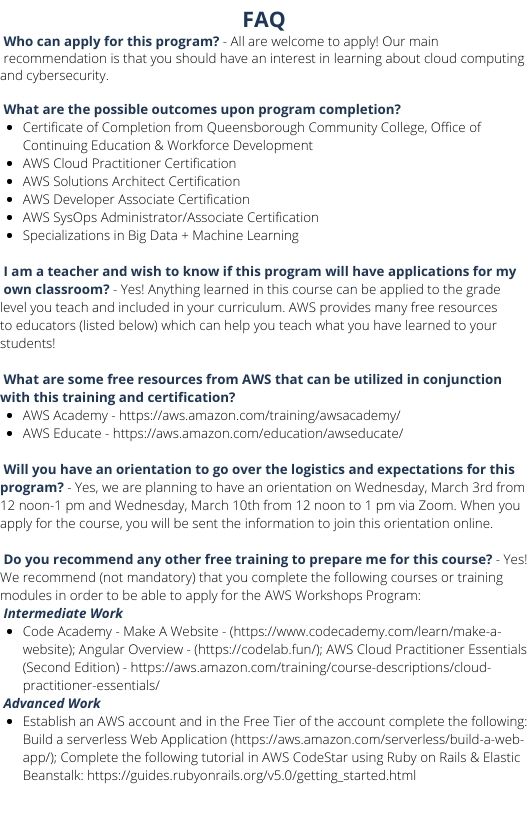 FAQ
Who can apply for this program? - All are welcome to apply! Our main
recommendation is that you should have an interest in learning about cloud computing
and cybersecurity.
What are the possible outcomes upon program completion?
• Certificate of Completion from Queensborough Community College, Office of
Continuing Education & Workforce Development
• AWS Cloud Practitioner Certification
• AWS Solutions Architect Certification
• AWS Developer Associate Certification
• AWS SysOps Administrator/Associate Certification
• Specializations in Big Data + Machine Learning
I am a teacher and wish to know if this program will have applications for my
own classroom? - Yes! Anything learned in this course can be applied to the grade
level you teach and included in your curriculum. AWS provides many free resources
to educators (listed below) which can help you teach what you have learned to your
students!
What are some free resources from AWS that can be utilized in conjunction
with this training and certification?
• AWS Academy - https://aws.amazon.com/training/awsacademy/
• AWS Educate - https://aws.amazon.com/education/awseducate/
Will you have an orientation to go over the logistics and expectations for this
program? - Yes, we are planning to have an orientation on Wednesday, March 3rd from
12 noon-1 pm and Wednesday, March 10th from 12 noon to 1 pm via Zoom. When you
apply for the course, you will be sent the information to join this orientation online.
Do you recommend any other free training to prepare me for this course? - Yes!
We recommend (not mandatory) that you complete the following courses or training
modules in order to be able to apply for the AWS Workshops Program:
Intermediate Work
• Code Academy - Make A Website - (https://www.codecademy.com/learn/make-a-
website); Angular Overview - (https://codelab.fun/); AWS Cloud Practitioner Essentials
(Second Edition) - https://aws.amazon.com/training/course-descriptions/cloud-
practitioner-essentials/
Advanced Work
• Establish an AWS account and in the Free Tier of the account complete the following:
Build a serverless Web Application (https://aws.amazon.com/serverless/build-a-web-
app/); Complete the following tutorial in AWS CodeStar using Ruby on Rails & Elastic
Beanstalk: https://guides.rubyonrails.org/v5.0/getting_started.html